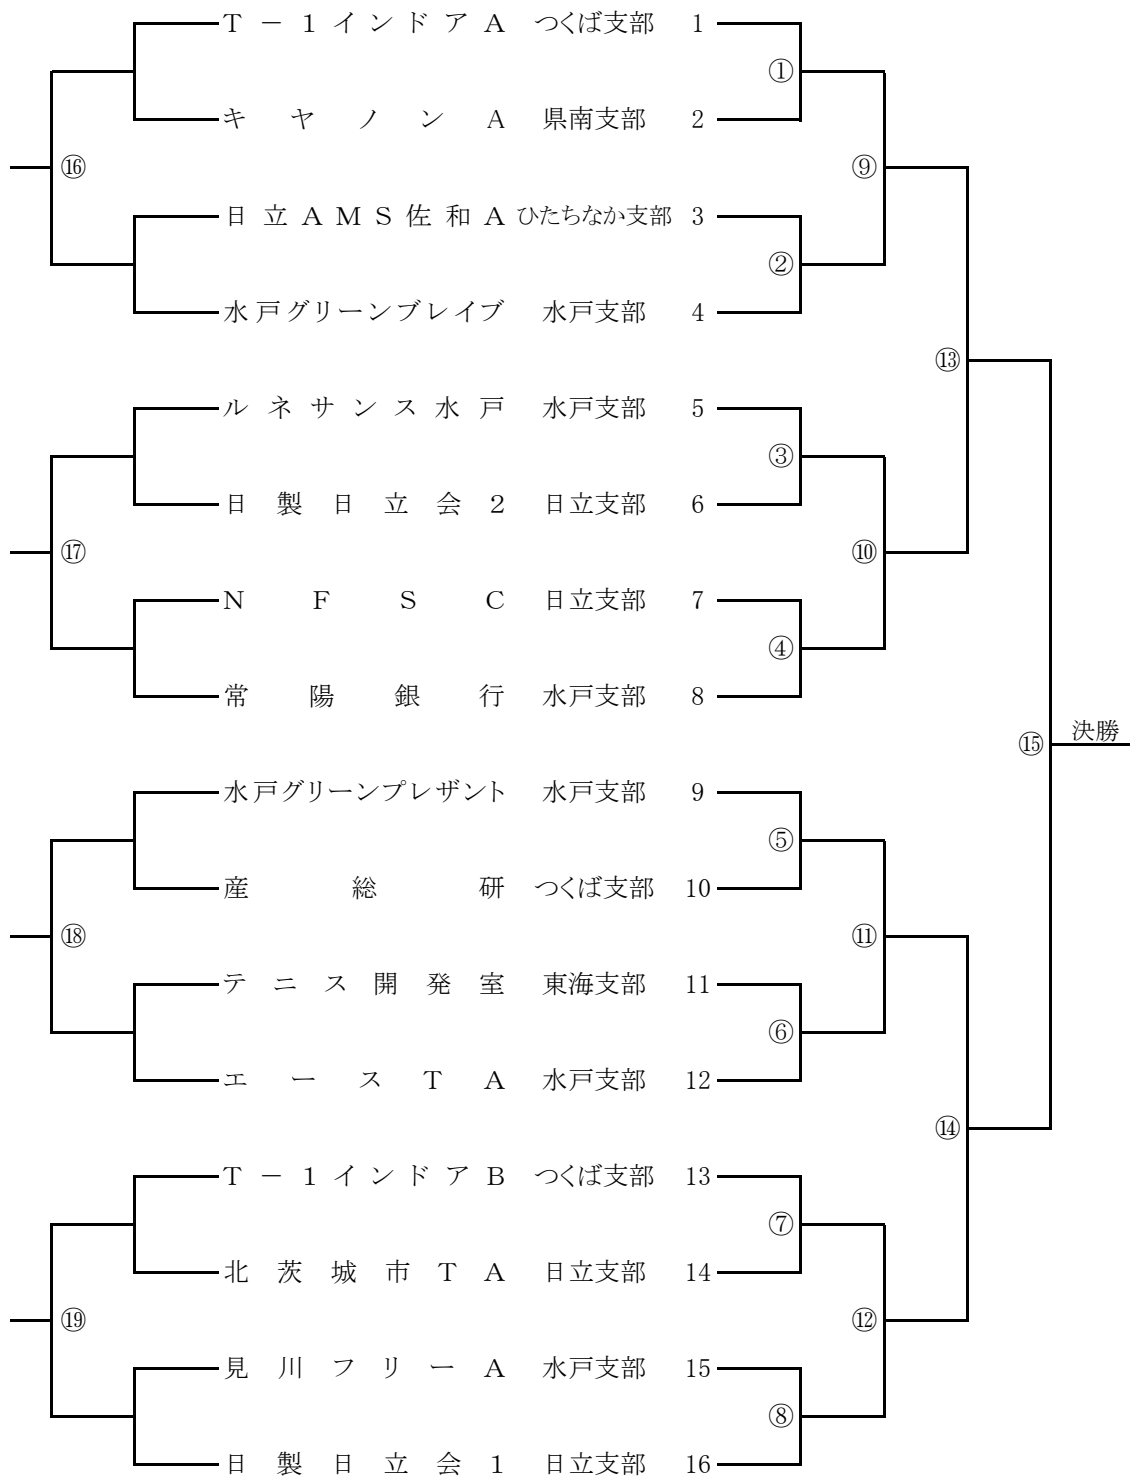 T－1インドアA つくば支部 1
①
キヤノンA 県南支部 2
⑯ ⑨
日立AMS佐和A ひたちなか支部 3
②
水戸グリーンブレイブ 水戸支部 4
⑬
ルネサンス水戸 水戸支部 5
③
日製日立会2 日立支部 6
⑰ ⑩
NFSC 日立支部 7
④
常陽銀行 水戸支部 8
⑮ 決勝
水戸グリーンプレザント 水戸支部 9
⑤
産総研 つくば支部 10
⑱ ⑪
テニス開発室 東海支部 11
⑥
エースTA 水戸支部 12
⑭
T－1インドアB つくば支部 13
⑦
北茨城市TA 日立支部 14
⑲ ⑫
見川フリーA 水戸支部 15
⑧
日製日立会1 日立支部 16